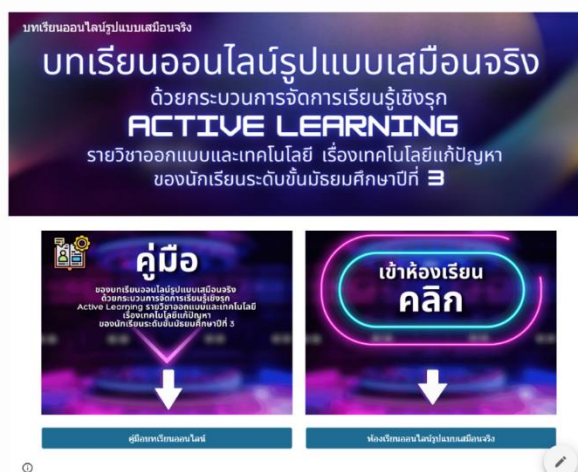 บทเรียนออนไลน์รูปแบบเสมือนจริง
บทเรียนออนไลน์รูปแบบเสมือนจริง
ด้วยกระบวนการจัดการเรียนรู้เชิงรุก
ACTIVE LEARNING
รายวิชาออกแบบและเทคโนโลยี เรื่องเทคโนโลยีแก้ปัญหา
ของนักเรียนระดับชั้นมัธยมศึกษาปีที่ 3
คู่มือ
ของบทเรียนออนไลน์รูปแบบเสมือนจริง
ด้วยกระบวนการจัดการเรียนรู้เชิงรุก
Active Learning รายวิชาออกแบบและเทคโนโลยี
เรื่องเทคโนโลยีแก้ปัญหา
ของนักเรียนระดับชั้นมัธยมศึกษาปีที่ 3
เข้าห้องเรียน
คลิก
คู่มือบทเรียนออนไลน์
ห้องเรียนออนไลน์รูปแบบเสมือนจริง